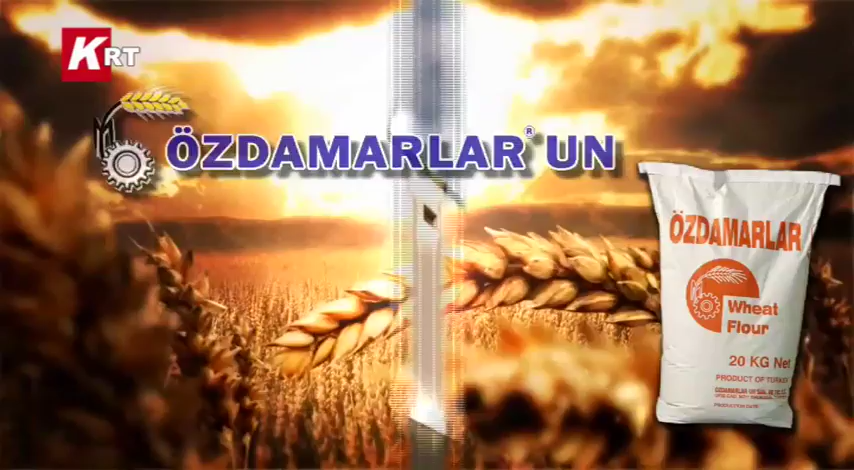 KRT
ÖZDAMARLAR® UN
ÖZDAMARLAR
Wheat
Flour
20 KG Net
PRODUCT OF TURKEY